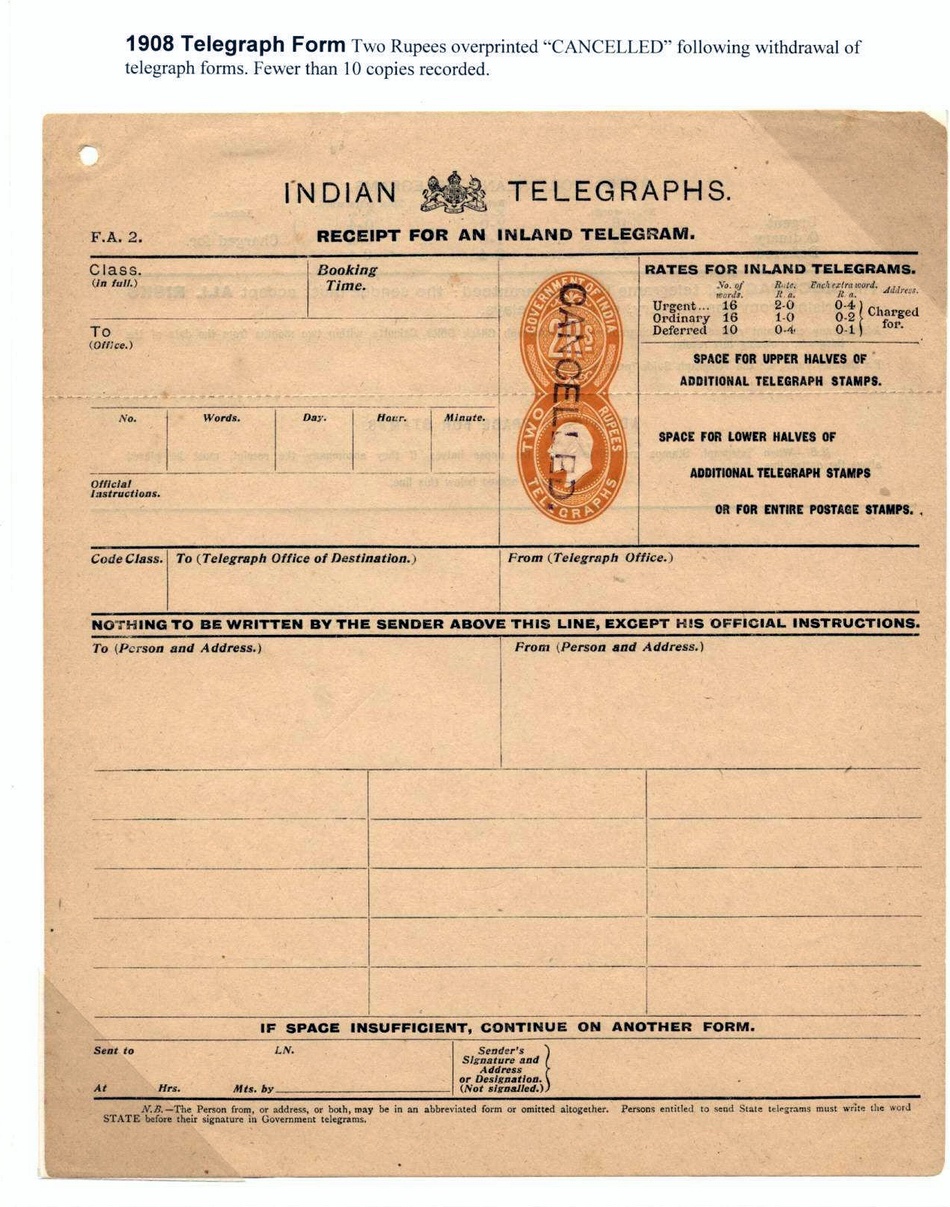 1908 Telegraph Form Two Rupees overprinted “CANCELLED” following withdrawal of
telegraph forms. Fewer than 10 copies recorded.
INDIAN TELEGRAPHS.
F.A. 2.
RECEIPT FOR AN INLAND TELEGRAM.
Class.
(in full.)
Booking
Time.
GOVERNMENT OF INDIA
2 RS
CANCELLED.
TWO RUPEES
TELEGRAPHS
RATES FOR INLAND TELEGRAMS.
No. of words. Rate. R a. Each extra word. R a. Address.
Urgent... 16 2-0 0-4
Ordinary 16 1-0 0-2
Deferred 10 0-4 0-1
Charged
for.
To
(Office.)
SPACE FOR UPPER HALVES OF
ADDITIONAL TELEGRAPH STAMPS.
No. Words. Day. Hour. Minute.
SPACE FOR LOWER HALVES OF
ADDITIONAL TELEGRAPH STAMPS
OR FOR ENTIRE POSTAGE STAMPS.
Official
Instructions.
Code Class. To (Telegraph Office of Destination.) From (Telegraph Office.)
NOTHING TO BE WRITTEN BY THE SENDER ABOVE THIS LINE, EXCEPT HIS OFFICIAL INSTRUCTIONS.
To (Person and Address.) From (Person and Address.)
IF SPACE INSUFFICIENT, CONTINUE ON ANOTHER FORM.
Sent to LN.
At Hrs. Mts. by
Sender's
Signature and
Address
or Designation.
(Not signalled.)
N.B.—The Person from, or address, or both, may be in an abbreviated form or omitted altogether. Persons entitled to send State telegrams must write the word
STATE before their signature in Government telegrams.